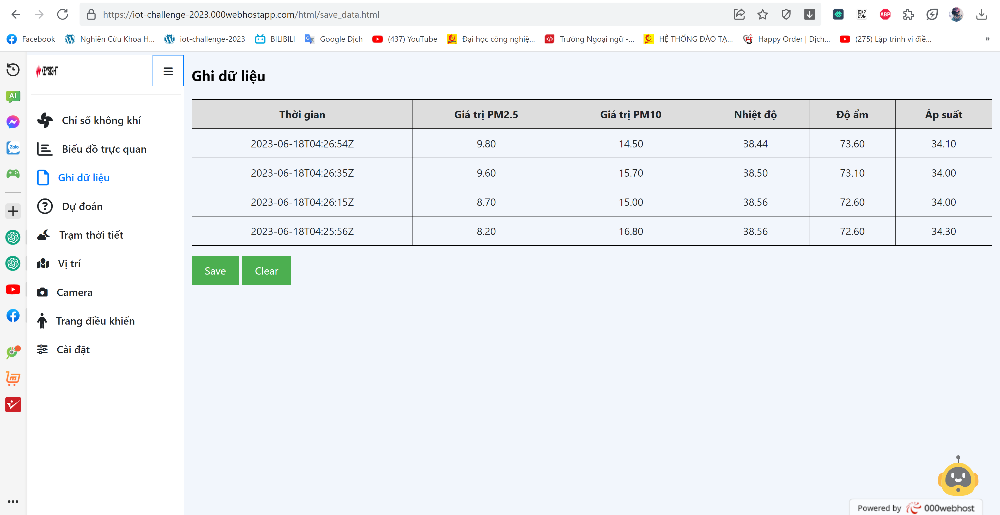 https://iot-challenge-2023.000webhostapp.com/html/save_data.html
ABP
Facebook
Nghiên Cứu Khoa H...
iot-challenge-2023
BILIBILI
Google Dịch
(437) YouTube
Đại học công nghiệ...
Trường Ngoại ngữ -...
HỆ THỐNG ĐÀO TẠ...
Happy Order | Dịch...
(275) Lập trình vi điề...
»
AI
Zalo
KEYSIGHT
Chỉ số không khí
Biểu đồ trực quan
Ghi dữ liệu
Dự đoán
Trạm thời tiết
Vị trí
Camera
Trang điều khiển
Cài đặt
Ghi dữ liệu
Thời gian Giá trị PM2.5 Giá trị PM10 Nhiệt độ Độ ẩm Áp suất
2023-06-18T04:26:54Z 9.80 14.50 38.44 73.60 34.10
2023-06-18T04:26:35Z 9.60 15.70 38.50 73.10 34.00
2023-06-18T04:26:15Z 8.70 15.00 38.56 72.60 34.00
2023-06-18T04:25:56Z 8.20 16.80 38.56 72.60 34.30
Save Clear
Powered by 000webhost